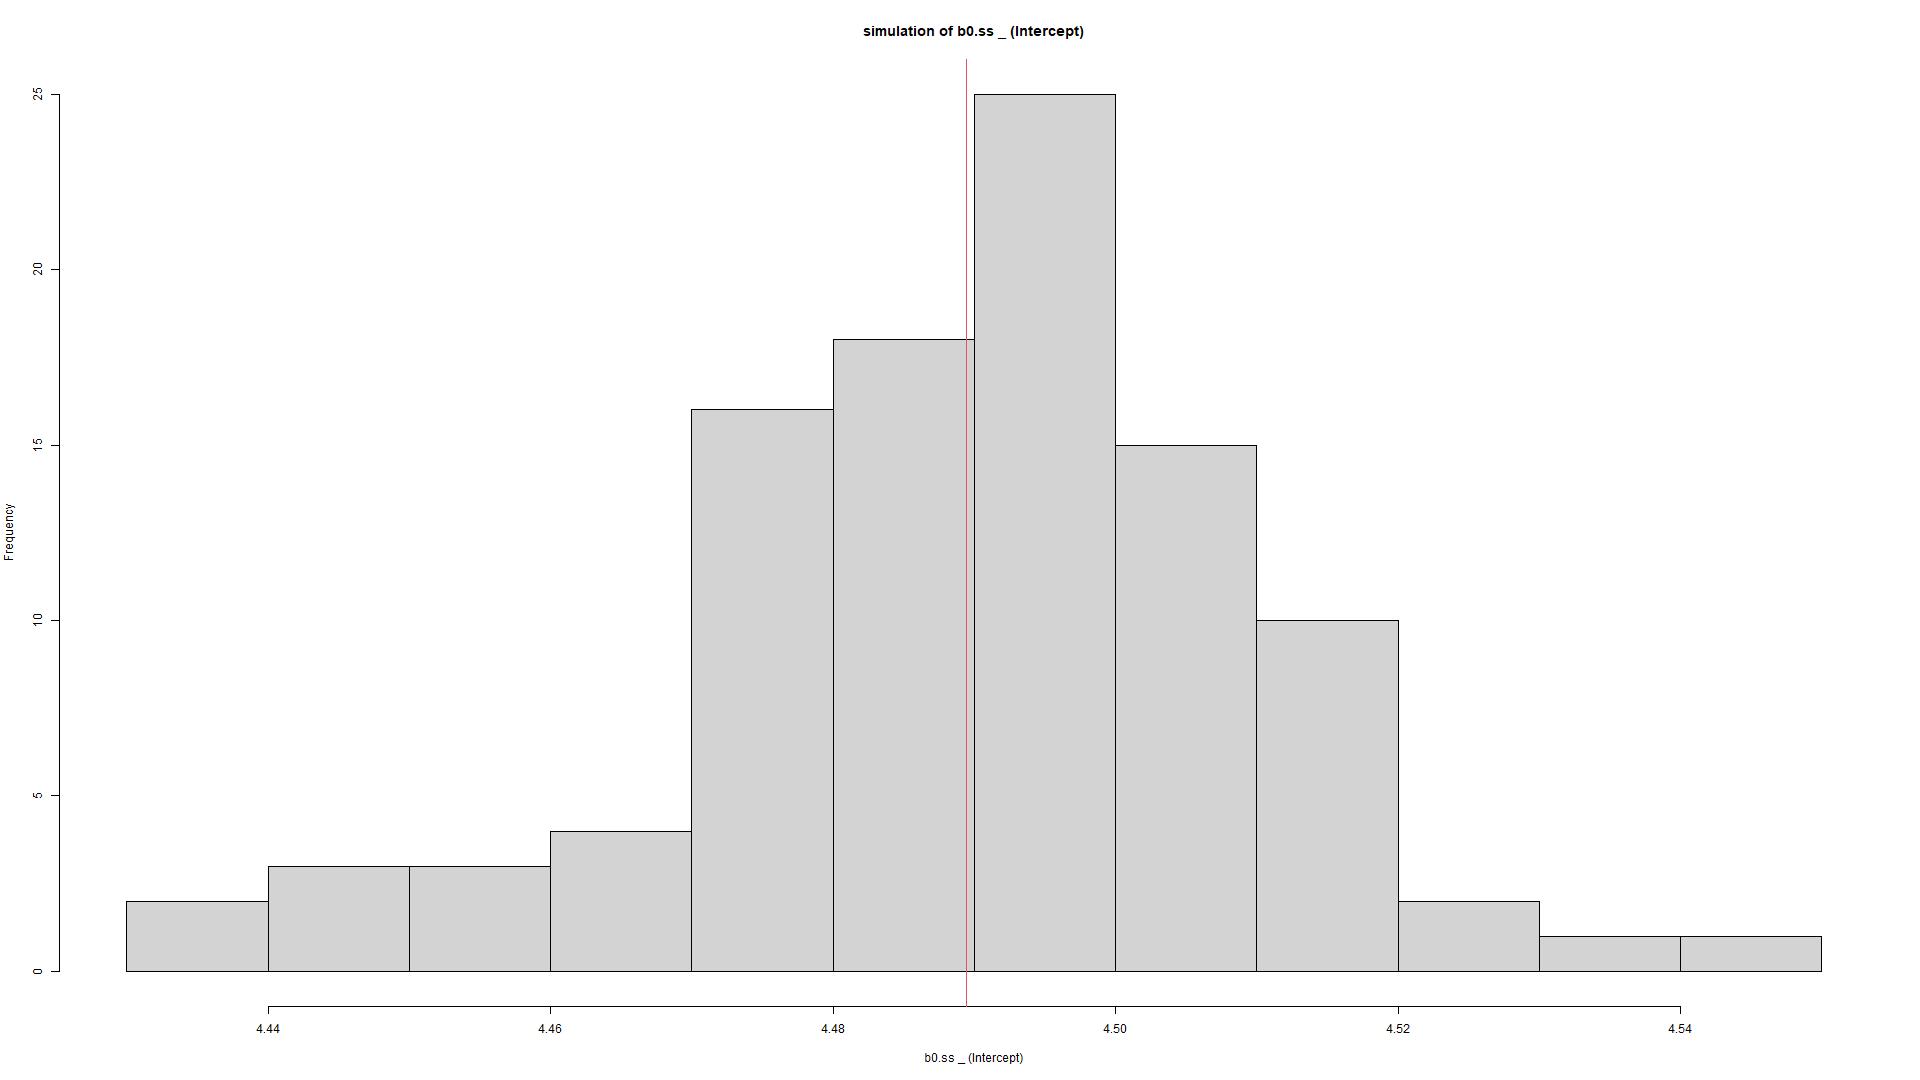 simulation of b0.ss _ (Intercept)
25
20
15
10
5
0
Frequency
4.44 4.46 4.48 4.50 4.52 4.54
b0.ss _ (Intercept)